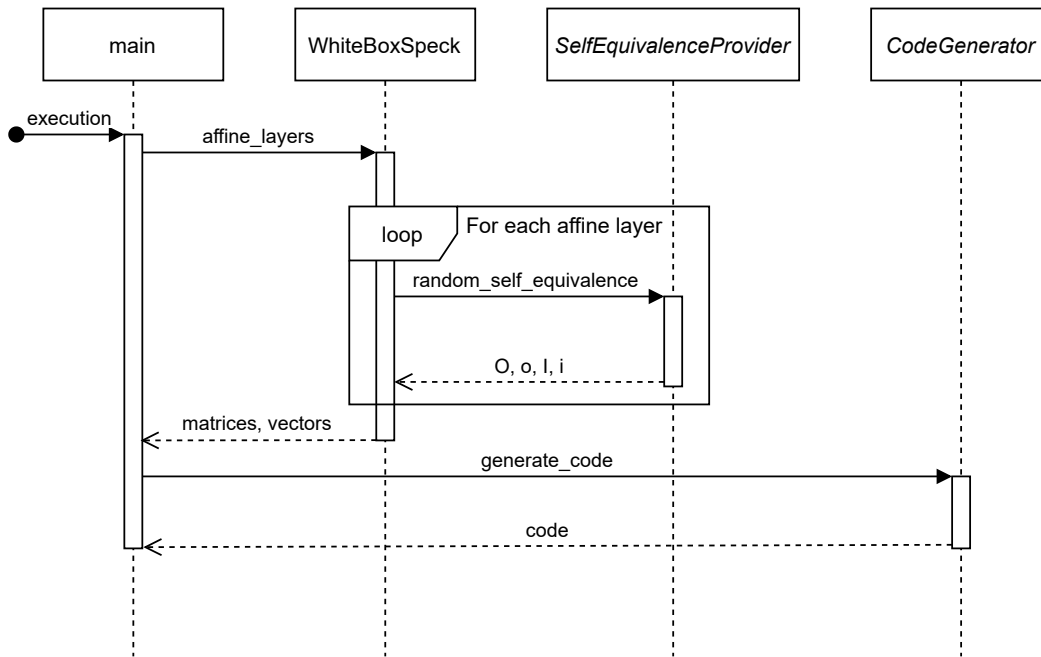 main
WhiteBoxSpeck
SelfEquivalenceProvider
CodeGenerator
execution
affine_layers
loop
For each affine layer
random_self_equivalence
O, o, I, i
matrices, vectors
generate_code
code